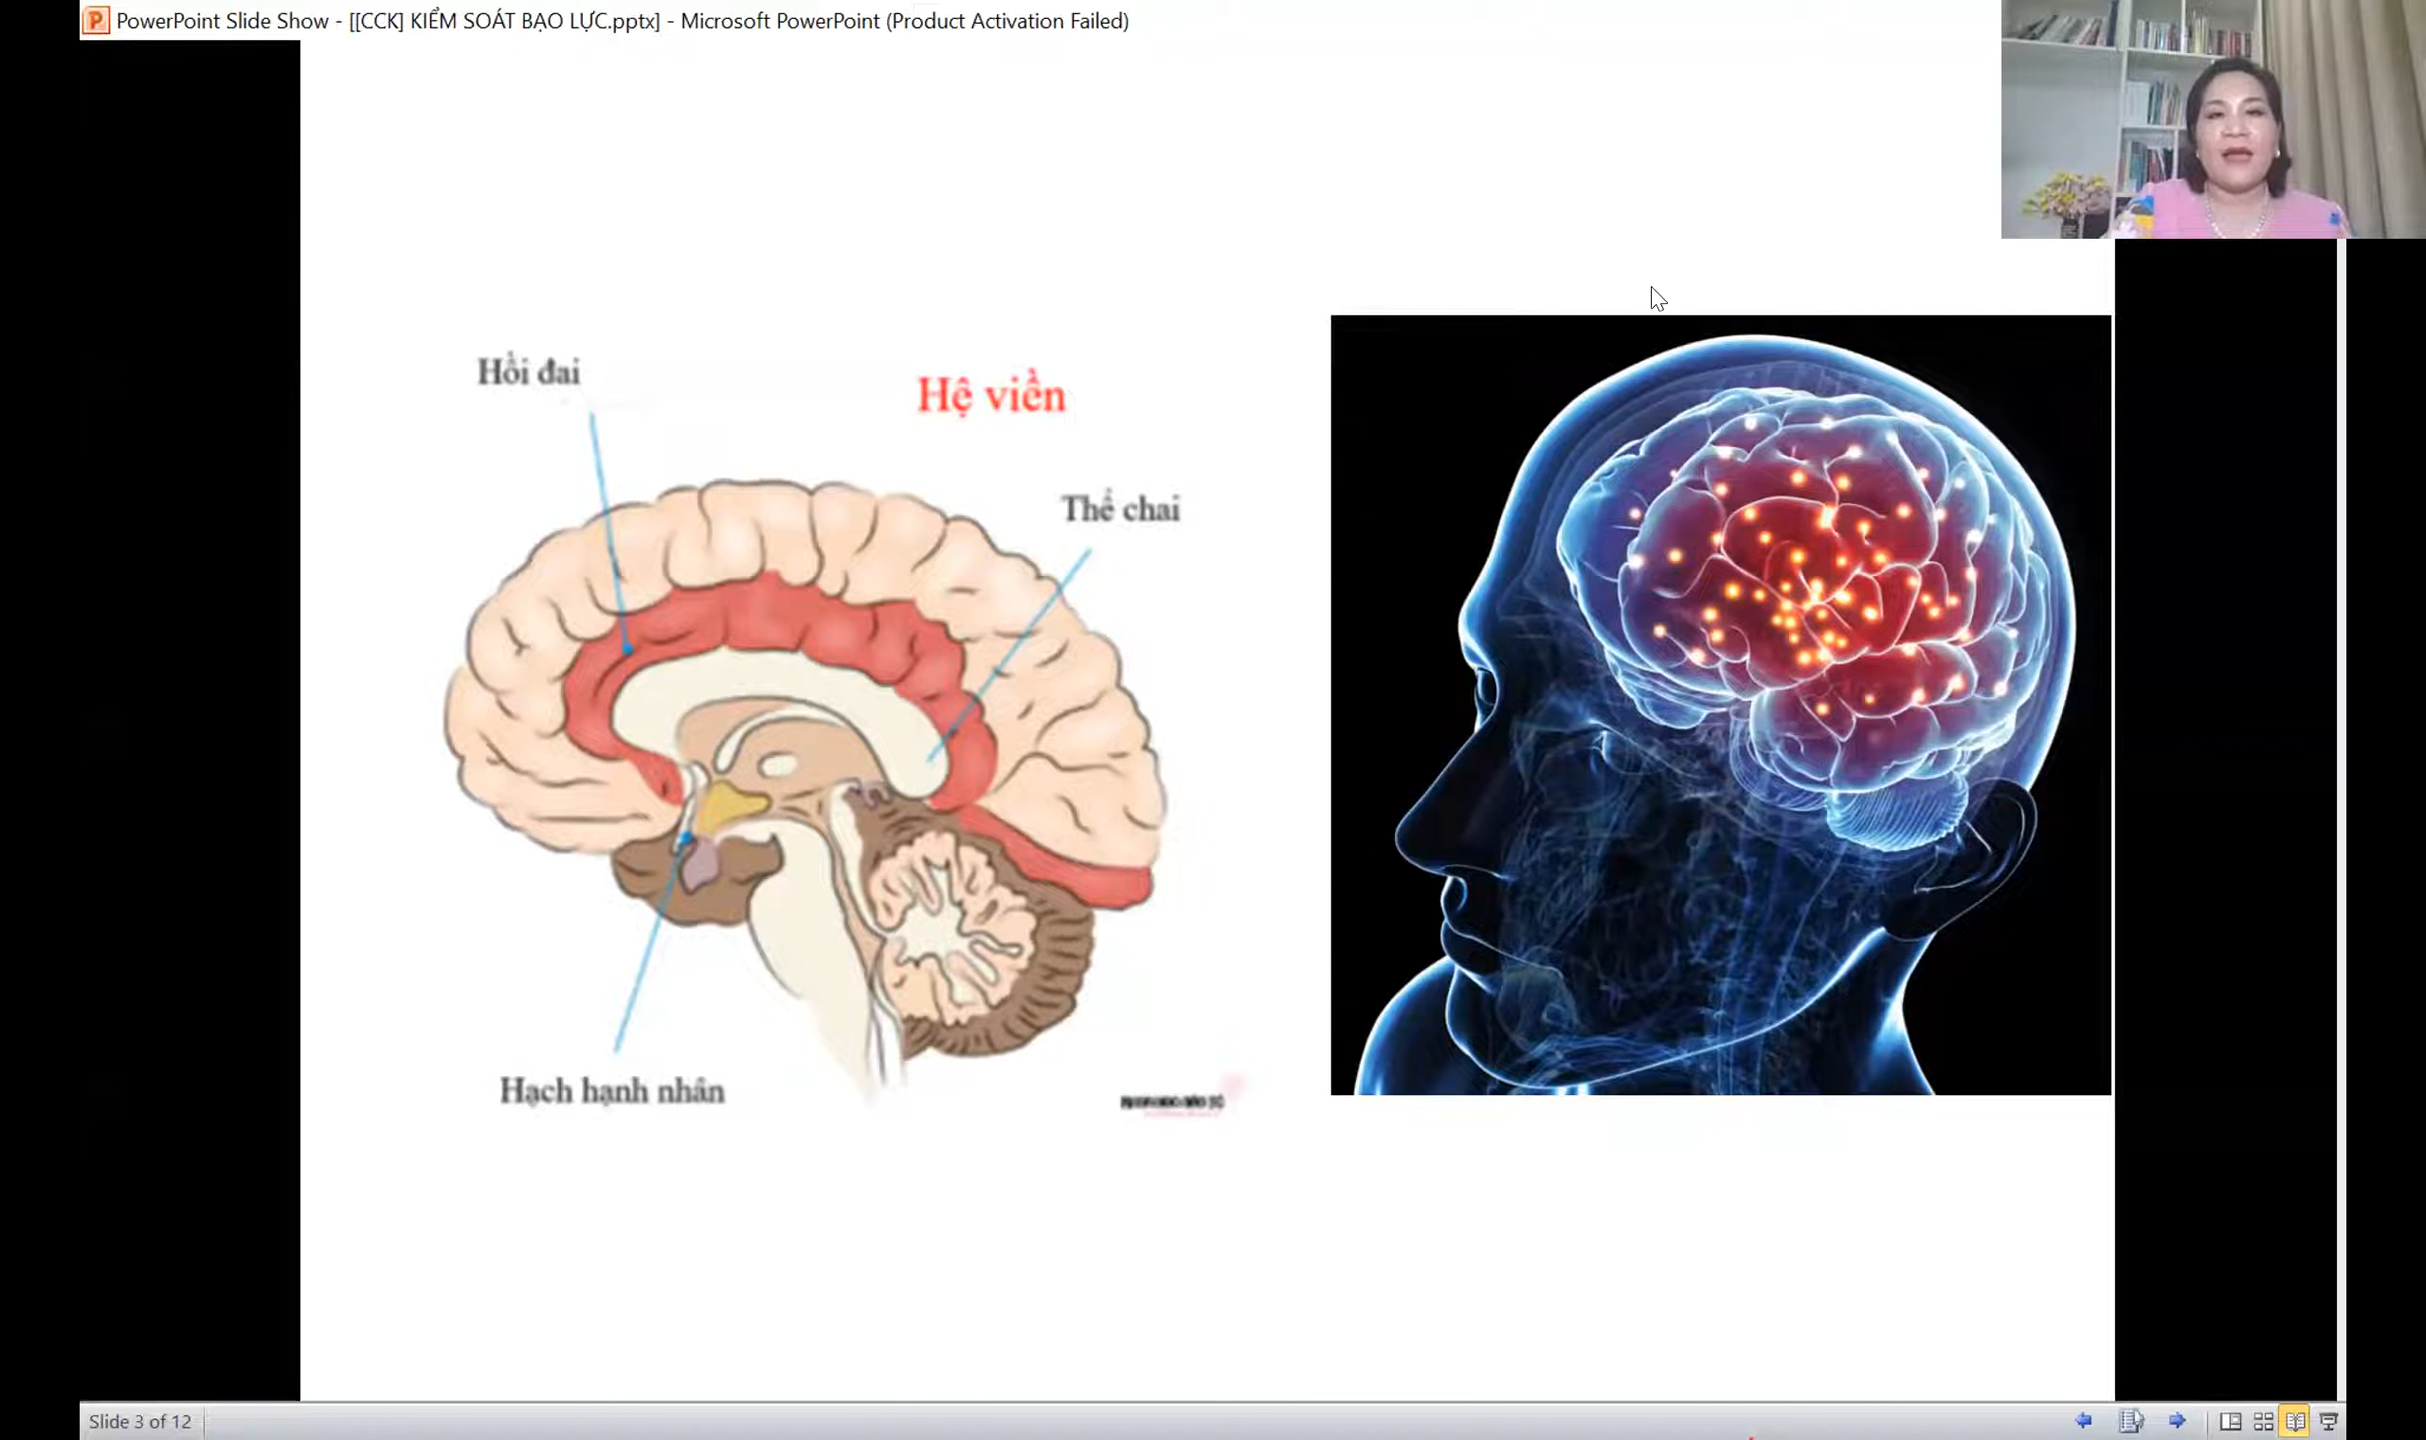 PowerPoint Slide Show - [[CCK] KIỂM SOÁT BẠO LỰC.pptx] - Microsoft PowerPoint (Product Activation Failed)
Hồi đai
Hệ viền
Thể chai
Hạch hạnh nhân
Slide 3 of 12